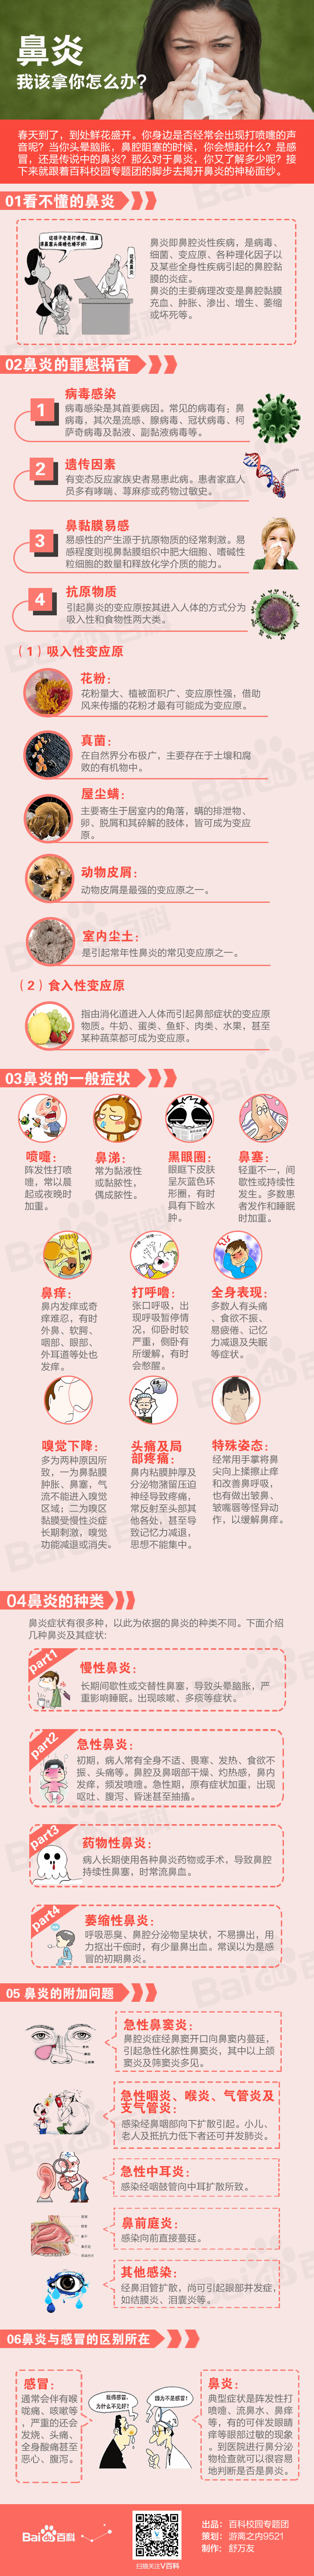 鼻炎
我该拿你怎么办?
春天到了，到处鲜花盛开。你身边是否经常会出现打喷嚏的声
音呢？当你头晕脑胀，鼻腔阻塞的时候，你会想起什么？是感
冒，还是传说中的鼻炎？那么对于鼻炎，你又了解多少呢？接
下来就跟着百科校园专题团的脚步去揭开鼻炎的神秘面纱。
01看不懂的鼻炎
鼻炎即鼻腔炎性疾病，是病毒、
细菌、变应原、各种理化因子以
及某些全身性疾病引起的鼻腔黏
膜的炎症。
鼻炎的主要病理改变是鼻腔黏膜
充血、肿胀、渗出、增生、萎缩
或坏死等。
02鼻炎的罪魁祸首
1
病毒感染
病毒感染是其首要病因。常见的病毒有：鼻
病毒，其次是流感、腺病毒、冠状病毒、柯
萨奇病毒及黏液、副黏液病毒等。
2
遗传因素
有变态反应家族史者易患此病。患者家庭人
员多有哮喘、荨麻疹或药物过敏史。
3
鼻黏膜易感
易感性的产生源于抗原物质的经常刺激。易
感程度则视鼻黏膜组织中肥大细胞、嗜碱性
粒细胞的数量和释放化学介质的能力。
4
抗原物质
引起鼻炎的变应原按其进入人体的方式分为
吸入性和食物性两大类。
（1）吸入性变应原
花粉：
花粉量大、植被面积广、变应原性强，借助
风来传播的花粉才最有可能成为变应原。
真菌：
在自然界分布极广，主要存在于土壤和腐
败的有机物中。
屋尘螨：
主要寄生于居室内的角落，螨的排泄物、
卵、脱屑和其碎解的肢体，皆可成为变应
原。
动物皮屑：
动物皮屑是最强的变应原之一。
室内尘土：
是引起常年性鼻炎的常见变应原之一。
（2）食入性变应原
指由消化道进入人体而引起鼻部症状的变应原
物质。牛奶、蛋类、鱼虾、肉类、水果，甚至
某种蔬菜都可成为变应原。
03鼻炎的一般症状
喷嚏：
阵发性打喷
嚏，常以晨
起或夜晚时
加重。
鼻涕：
常为黏液性
或黏脓性，
偶成脓性。
黑眼圈：
眼眶下皮肤
呈灰蓝色环
形圈，有时
具有下睑水
肿。
鼻塞：
轻重不一，间
歇性或持续性
发生。多数患
者发作和睡眠
时加重。
鼻痒：
鼻内发痒或奇
痒难忍，有时
外鼻、软腭、
咽部、眼部、
外耳道等处也
发痒。
打呼噜：
张口呼吸，出
现呼吸暂停情
况，仰卧时较
严重，侧卧有
所缓解，有时
会憋醒。
全身表现：
多数人有头痛
、食欲不振、
易疲倦、记忆
力减退及失眠
等症状。
嗅觉下降：
多为两种原因所
致，一为鼻黏膜
肿胀、鼻塞，气
流不能进入嗅觉
区域；二为嗅区
黏膜受慢性炎症
长期刺激，嗅觉
功能减退或消失。
头痛及局
部疼痛：
鼻内粘膜肿胀及
分泌物潴留压迫
神经导致疼痛，
常反射至头部其
他各处，甚至导
致记忆力减退，
思想不能集中。
特殊姿态：
经常用手掌将鼻
尖向上揉擦止痒
和改善鼻呼吸，
也有做出皱鼻、
皱嘴唇等怪异动
作，以缓解鼻痒。
04鼻炎的种类
鼻炎症状有很多种，以此为依据的鼻炎的种类不同。下面介绍
几种鼻炎及其症状：
part1
慢性鼻炎：
长期间歇性或交替性鼻塞，导致头晕脑胀，严
重影响睡眠。出现咳嗽、多痰等症状。
part2
急性鼻炎：
初期，病人常有全身不适、畏寒、发热、食欲不
振、头痛等。鼻腔及鼻咽部干燥、灼热感，鼻内
发痒，频发喷嚏。急性期，原有症状加重，出现
呕吐、腹泻、昏迷甚至抽搐。
part3
药物性鼻炎：
病人长期使用各种鼻炎药物或手术，导致鼻腔
持续性鼻塞，时常流鼻血。
part4
萎缩性鼻炎：
呼吸恶臭、鼻腔分泌物呈块状，不易擤出，用
力抠出干痂时，有少量鼻出血。常误以为是感
冒的初期鼻炎。
05 鼻炎的附加问题
急性鼻窦炎：
鼻腔炎症经鼻窦开口向鼻窦内蔓延，
引起急性化脓性鼻窦炎，其中以上颌
窦炎及筛窦炎多见。
急性咽炎、喉炎、气管炎及
支气管炎：
感染经鼻咽部向下扩散引起。小儿、
老人及抵抗力低下者还可并发肺炎。
急性中耳炎：
感染经咽鼓管向中耳扩散所致。
鼻前庭炎：
感染向前直接蔓延。
其他感染：
经鼻泪管扩散，尚可引起眼部并发症，
如结膜炎、泪囊炎等。
06鼻炎与感冒的区别所在
感冒：
通常会伴有喉
咙痛、咳嗽等
，严重的还会
发烧、头痛、
全身酸痛甚至
恶心、腹泻。
我得感冒，
为什么不见好？
因为不是感冒！
鼻炎：
典型症状是阵发性打
喷嚏、流鼻水、鼻痒
等，有的可伴发眼睛
痒等眼部过敏的现象
。到医院进行鼻分泌
物检查就可以很容易
地判断是否是鼻炎。
Bai百科
扫描关注V百科
出品：百科校园专题团
策划：游离之内9521
制作：舒万友